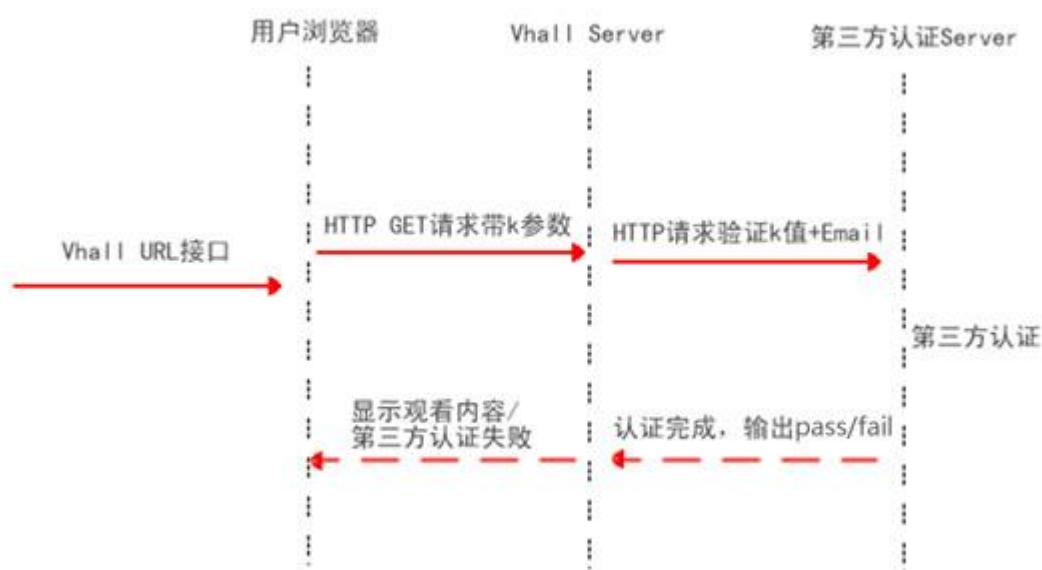 用户浏览器
Vhall Server
第三方认证Server
HTTP GET请求带k参数
HTTP请求验证k值+Email
Vhall URL接口
第三方认证
显示观看内容/
第三方认证失败
认证完成，输出pass/fail